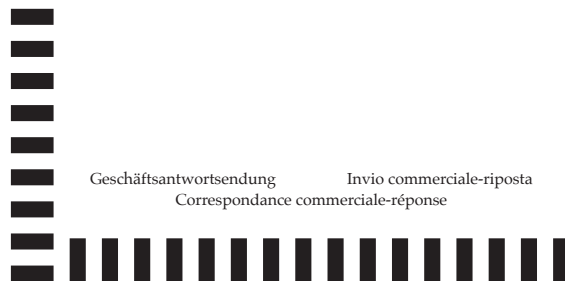 Geschäftsantwortsendung Invio commerciale-riposta
Correspondance commerciale-réponse